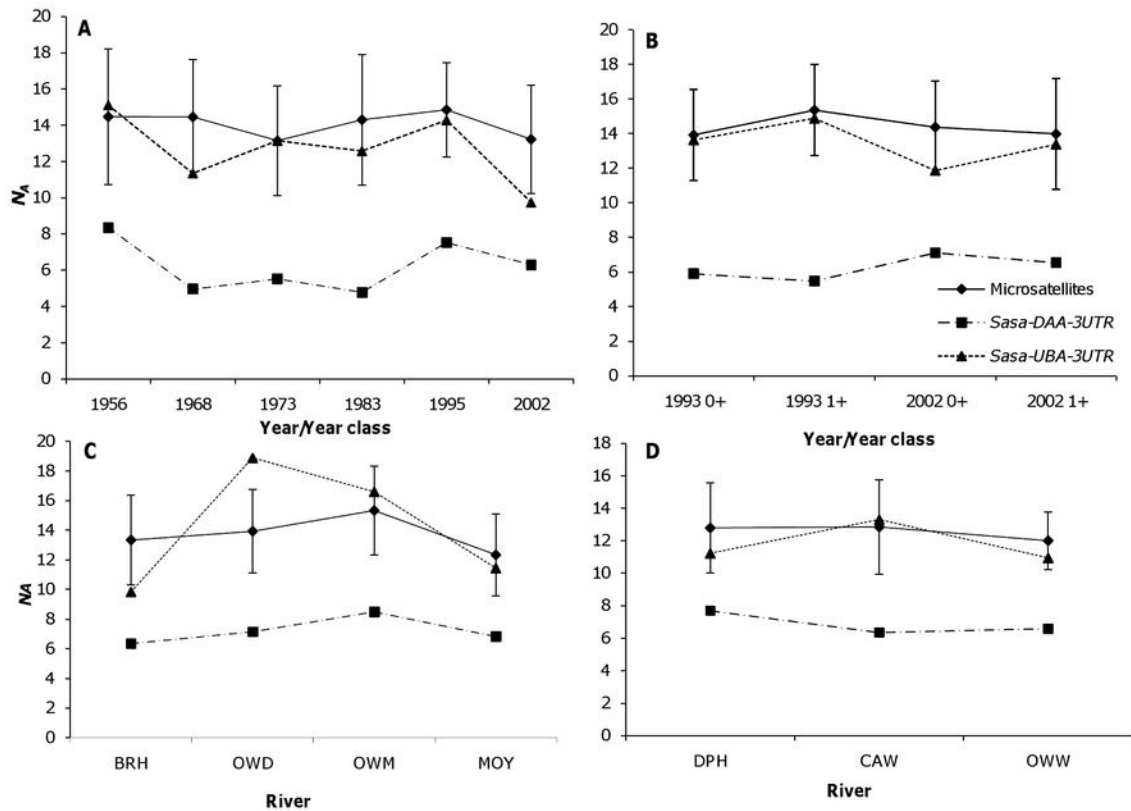 A
20
18
16
14
12
10
8
6
4
2
0
NA
1956 1968 1973 1983 1995 2002
Year/Year class
B
20
18
16
14
12
10
8
6
4
2
0
Microsatellites
Sasa-DAA-3UTR
Sasa-UBA-3UTR
1993 0+ 1993 1+ 2002 0+ 2002 1+
Year/Year class
C
20
18
16
14
12
10
8
6
4
2
0
NA
BRH OWD OWM MOY
River
D
18
16
14
12
10
8
6
4
2
0
DPH CAW OWW
River